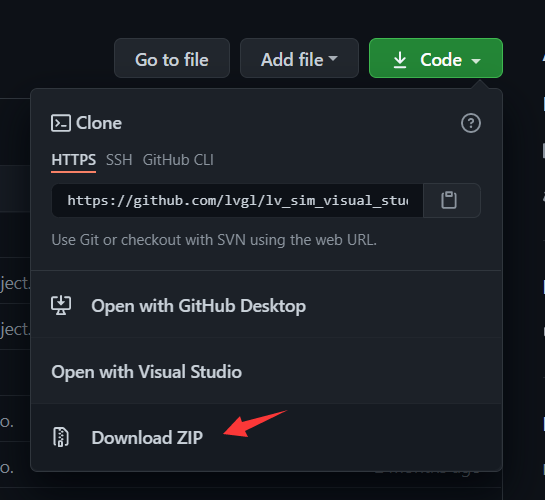 Go to file
Add file
Code
Clone
HTTPS SSH GitHub CLI
https://github.com/lvgl/lv_sim_visual_stu
Use Git or checkout with SVN using the web URL.
ject.
Open with GitHub Desktop
ject.
Open with Visual Studio
o.
Download ZIP
o.